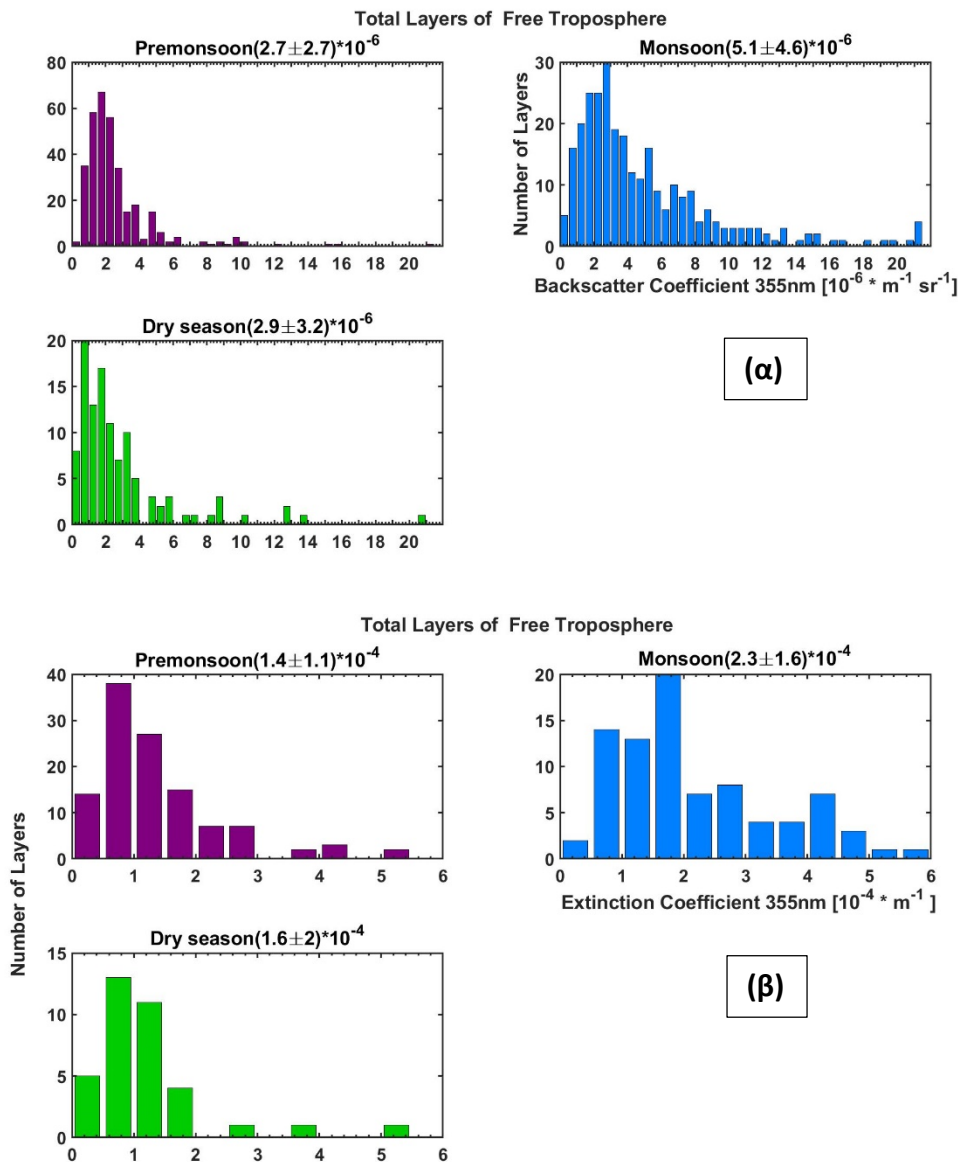 Total Layers of Free Troposphere
Premonsoon(2.7±2.7)*10⁻⁶
80
60
40
20
0
0 2 4 6 8 10 12 14 16 18 20
Monsoon(5.1±4.6)*10⁻⁶
Number of Layers
30
20
10
0
0 2 4 6 8 10 12 14 16 18 20
Backscatter Coefficient 355nm [10⁻⁶ * m⁻¹ sr⁻¹]
Dry season(2.9±3.2)*10⁻⁶
20
15
10
5
0
0 2 4 6 8 10 12 14 16 18 20
(α)
Total Layers of Free Troposphere
Premonsoon(1.4±1.1)*10⁻⁴
40
30
20
10
0
0 1 2 3 4 5 6
Monsoon(2.3±1.6)*10⁻⁴
20
15
10
5
0
0 1 2 3 4 5 6
Extinction Coefficient 355nm [10⁻⁴ * m⁻¹ ]
Number of Layers
Dry season(1.6±2)*10⁻⁴
15
10
5
0
0 1 2 3 4 5 6
(β)